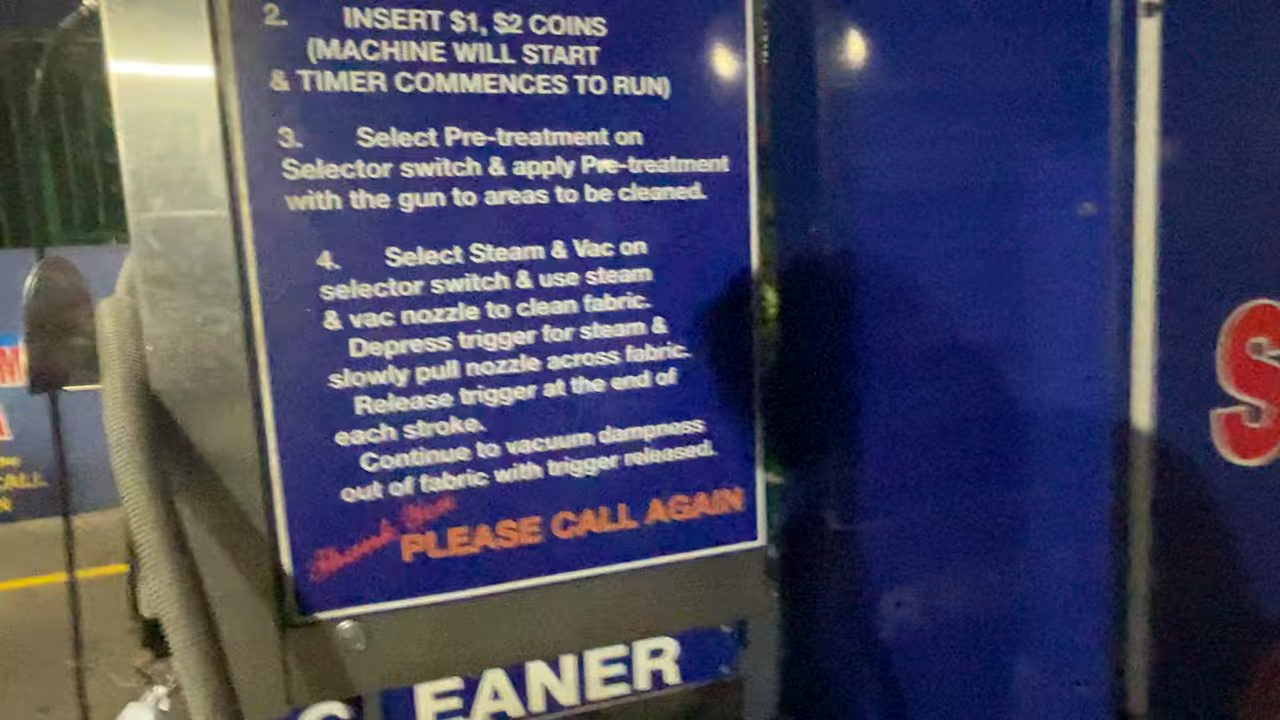 2. INSERT $1, $2 COINS
(MACHINE WILL START
& TIMER COMMENCES TO RUN)
3. Select Pre-treatment on
Selector switch & apply Pre-treatment
with the gun to areas to be cleaned.
4. Select Steam & Vac on
selector switch & use steam
& vac nozzle to clean fabric.
Depress trigger for steam &
slowly pull nozzle across fabric.
Release trigger at the end of
each stroke.
Continue to vacuum dampness
out of fabric with trigger released.
Thank You
PLEASE CALL AGAIN
EANER
S
CALL